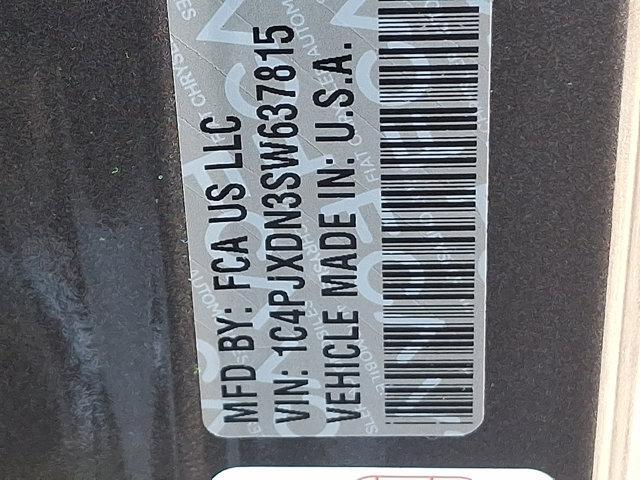 MFD BY: FCA US LLC
VIN: 1C4PJXDN3SW637815
VEHICLE MADE IN: U.S.A.